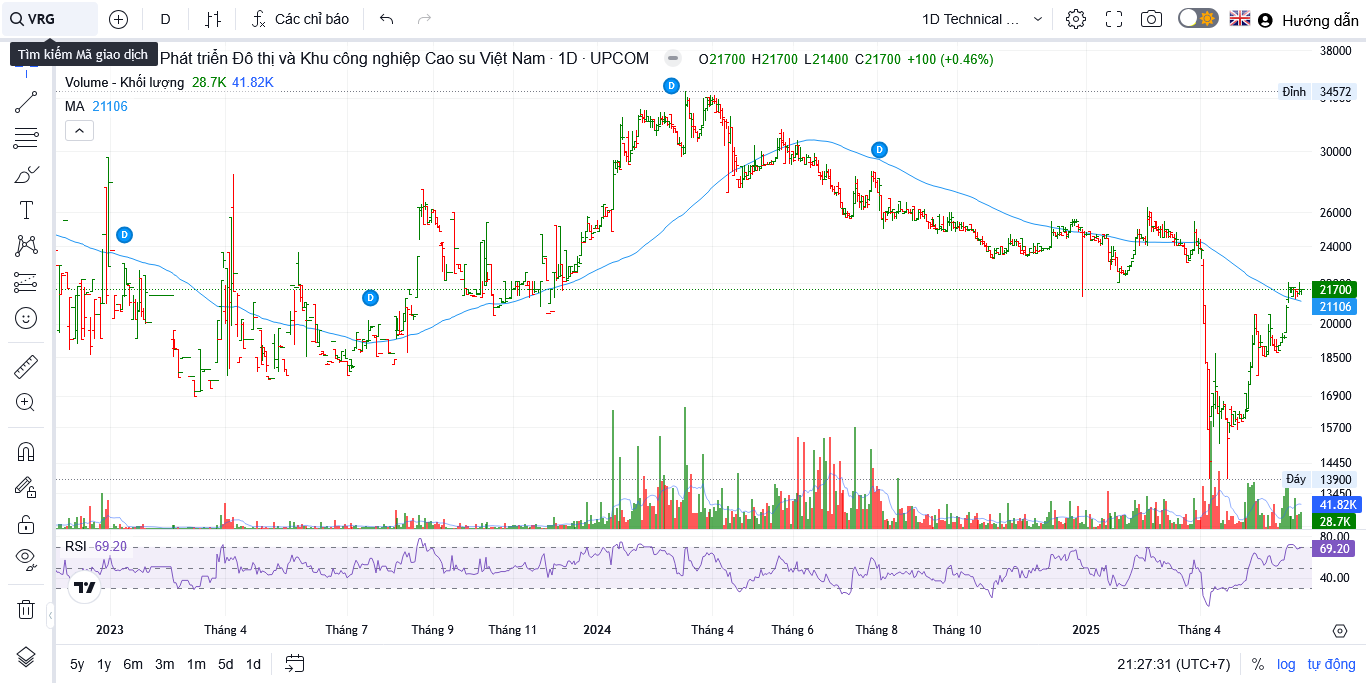 VRG
D
Các chỉ báo
1D Technical ...
Hướng dẫn
Tìm kiếm Mã giao dịch
Phát triển Đô thị và Khu công nghiệp Cao su Việt Nam · 1D · UPCOM
O21700 H21700 L21400 C21700 +100 (+0.46%)
Volume - Khối lượng 28.7K 41.82K
MA 21106
38000
Đỉnh 34572
30000
26000
24000
21700
21106
20000
18500
16900
15700
14450
Đáy 13900
13450
41.82K
28.7K
80.00
RSI 69.20
69.20
40.00
D
D
D
D
2023 Tháng 4 Tháng 7 Tháng 9 Tháng 11 2024 Tháng 4 Tháng 6 Tháng 8 Tháng 10 2025 Tháng 4
5y 1y 6m 3m 1m 5d 1d
21:27:31 (UTC+7) % log tự động